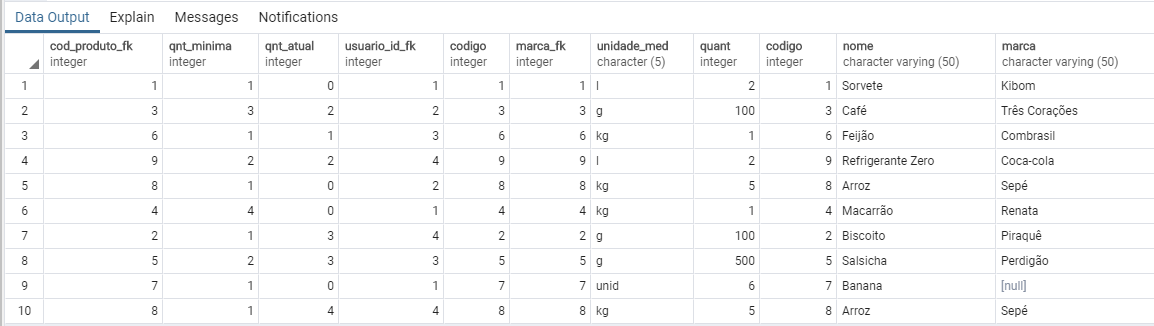 Data Output Explain Messages Notifications
cod_produto_fk qnt_minima qnt_atual usuario_id_fk codigo marca_fk unidade_med quant codigo nome marca
integer integer integer integer integer integer character (5) integer integer character varying (50) character varying (50)
1 1 1 0 1 1 1 l 2 1 Sorvete Kibom
2 3 3 2 2 3 3 g 100 3 Café Três Corações
3 6 1 1 3 6 6 kg 1 6 Feijão Combrasil
4 9 2 2 4 9 9 l 2 9 Refrigerante Zero Coca-cola
5 8 1 0 2 8 8 kg 5 8 Arroz Sepé
6 4 4 0 1 4 4 kg 1 4 Macarrão Renata
7 2 1 3 4 2 2 g 100 2 Biscoito Piraquê
8 5 2 3 3 5 5 g 500 5 Salsicha Perdigão
9 7 1 0 1 7 7 unid 6 7 Banana [null]
10 8 1 4 4 8 8 kg 5 8 Arroz Sepé